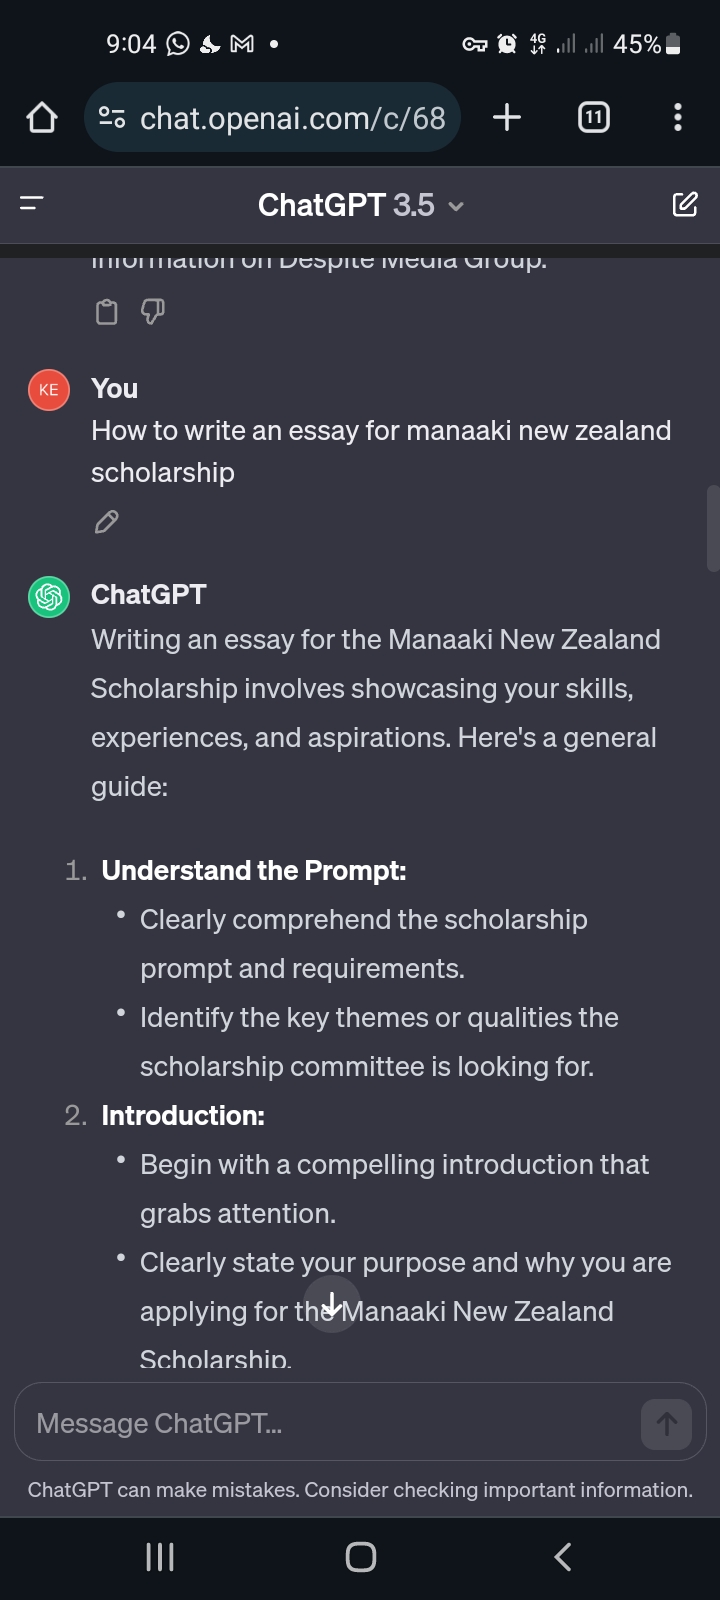 9:04
4G
45%
chat.openai.com/c/68
11
ChatGPT 3.5
information on Despite Media Group.
KE
You
How to write an essay for manaaki new zealand
scholarship
ChatGPT
Writing an essay for the Manaaki New Zealand
Scholarship involves showcasing your skills,
experiences, and aspirations. Here's a general
guide:
1. Understand the Prompt:
• Clearly comprehend the scholarship
prompt and requirements.
• Identify the key themes or qualities the
scholarship committee is looking for.
2. Introduction:
• Begin with a compelling introduction that
grabs attention.
• Clearly state your purpose and why you are
applying for the Manaaki New Zealand
Scholarship.
Message ChatGPT...
ChatGPT can make mistakes. Consider checking important information.